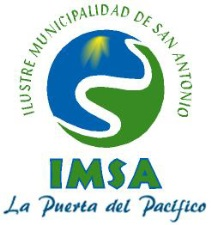 ILUSTRE MUNICIPALIDAD DE SAN ANTONIO
IMSA
La Puerta del Pacífico